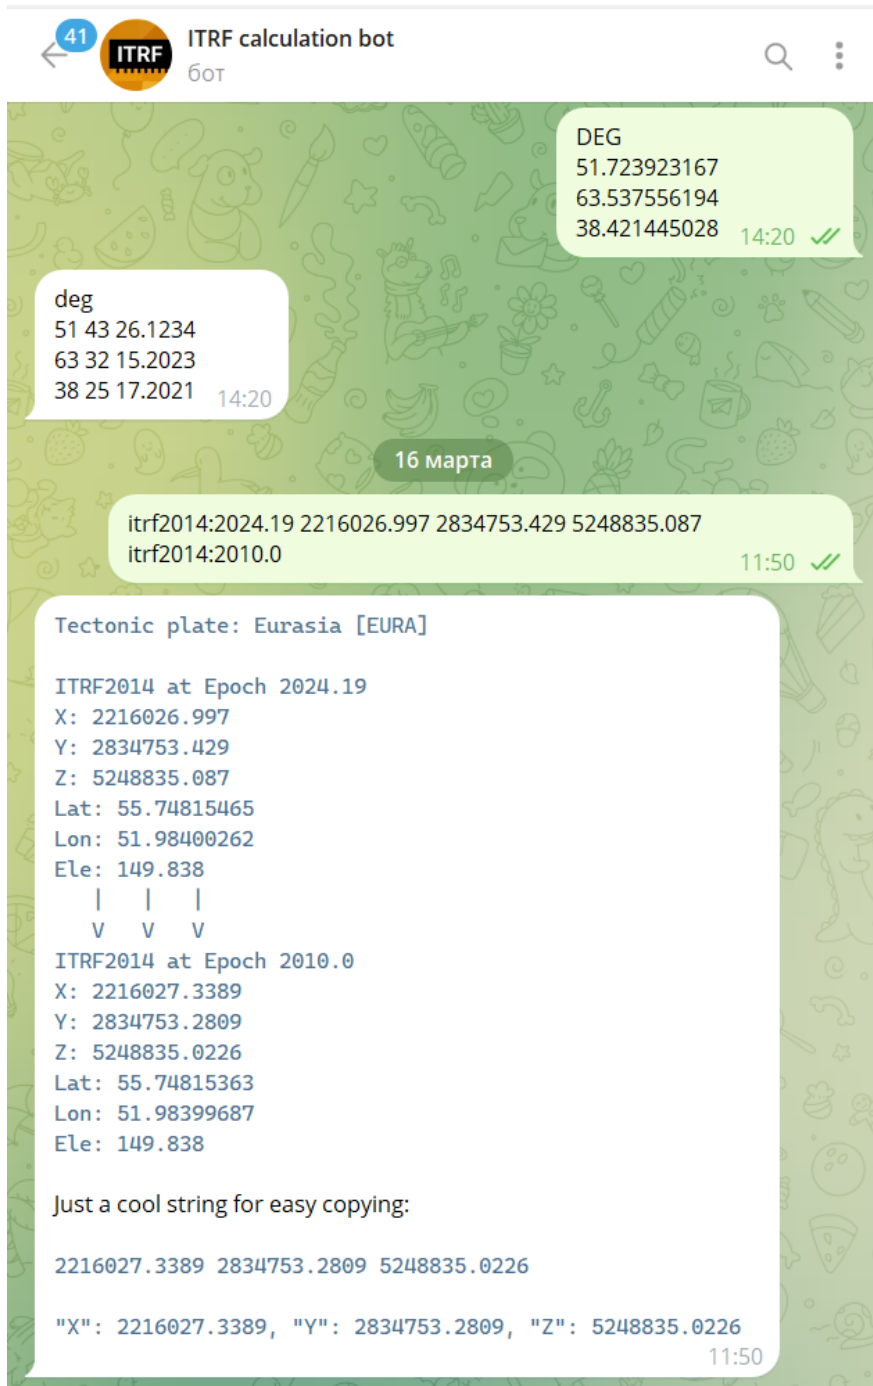 41
ITRF
ITRF calculation bot
бот
DEG
51.723923167
63.537556194
38.421445028
14:20
deg
51 43 26.1234
63 32 15.2023
38 25 17.2021
14:20
16 марта
itrf2014:2024.19 2216026.997 2834753.429 5248835.087
itrf2014:2010.0
11:50
Tectonic plate: Eurasia [EURA]
ITRF2014 at Epoch 2024.19
X: 2216026.997
Y: 2834753.429
Z: 5248835.087
Lat: 55.74815465
Lon: 51.98400262
Ele: 149.838
| | |
V V V
ITRF2014 at Epoch 2010.0
X: 2216027.3389
Y: 2834753.2809
Z: 5248835.0226
Lat: 55.74815363
Lon: 51.98399687
Ele: 149.838
Just a cool string for easy copying:
2216027.3389 2834753.2809 5248835.0226
"X": 2216027.3389, "Y": 2834753.2809, "Z": 5248835.0226
11:50